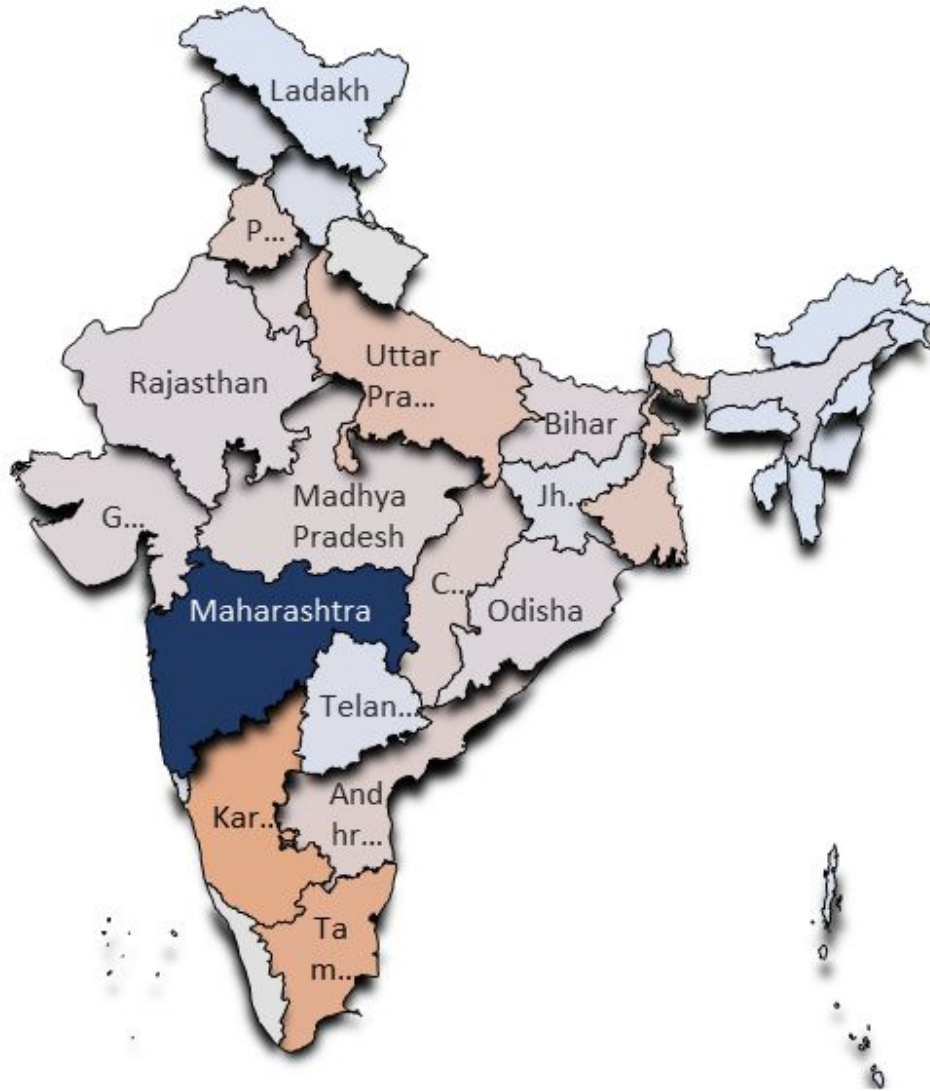 Ladakh
P...
Uttar
Pra...
Rajasthan
Bihar
Jh...
G...
Madhya
Pradesh
C...
Maharashtra
Odisha
Telan...
And
hr...
Kar...
Ta
m...